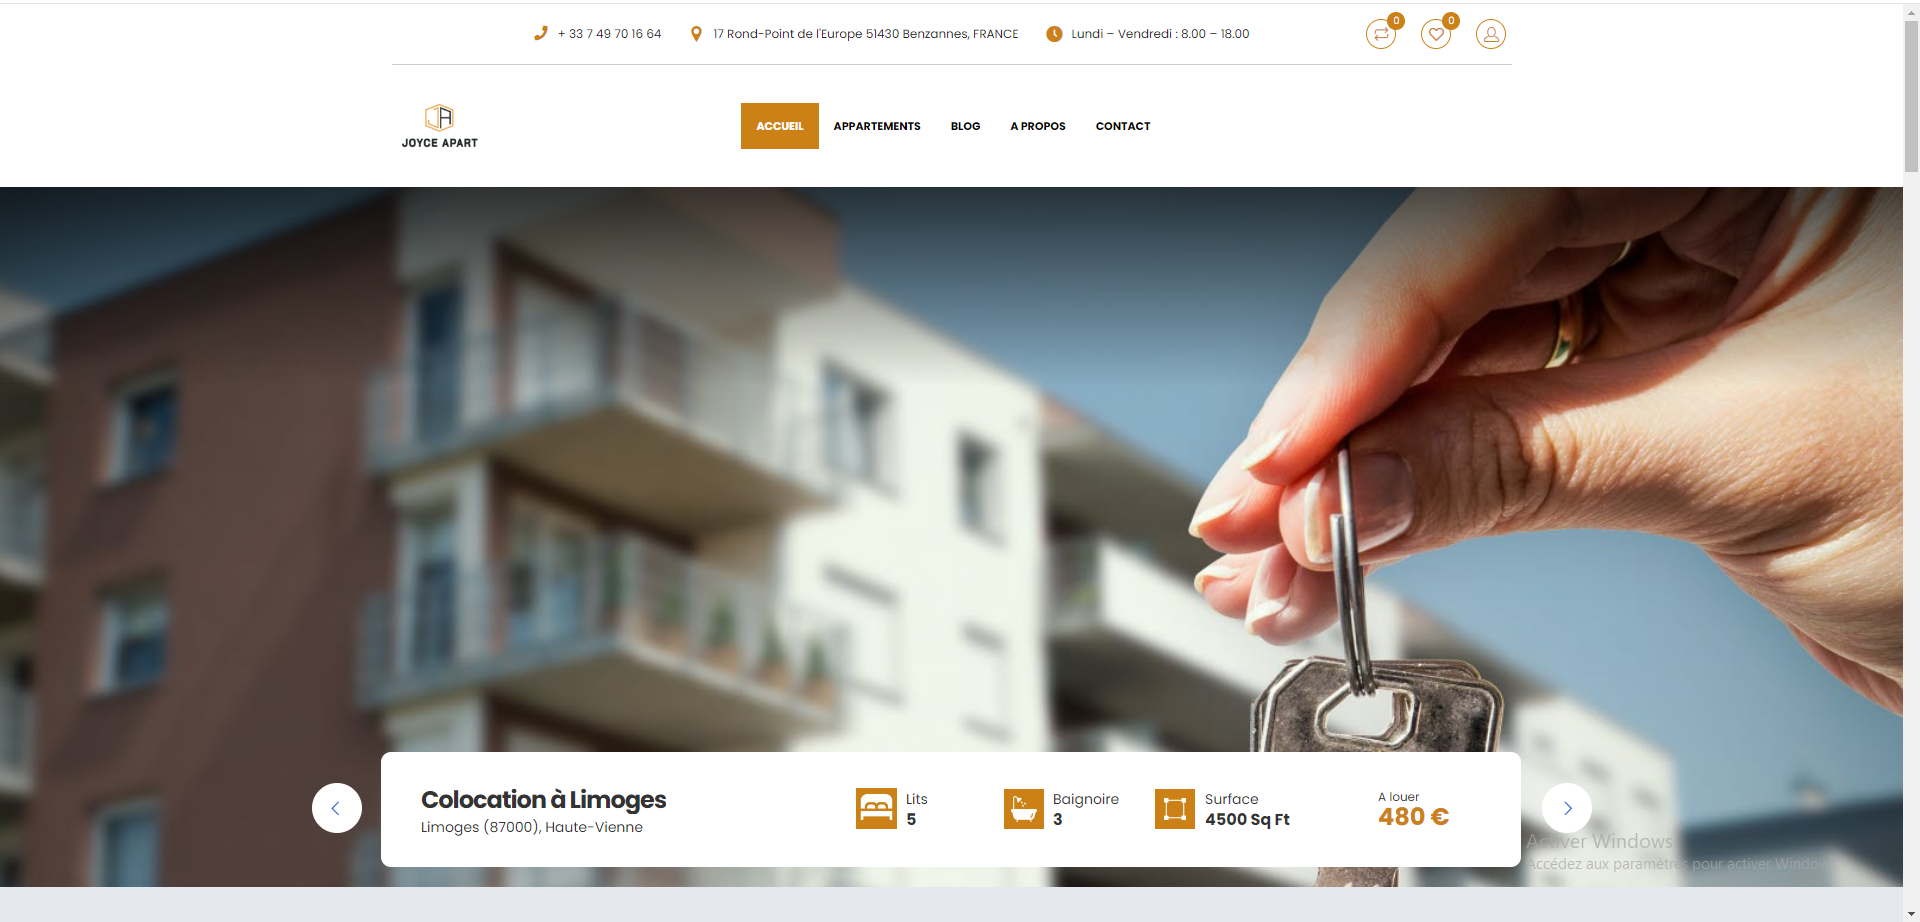 + 33 7 49 70 16 64
17 Rond-Point de l'Europe 51430 Benzannes, FRANCE
Lundi – Vendredi : 8.00 – 18.00
0
0
JA
JOYCE APART
ACCUEIL
APPARTEMENTS
BLOG
A PROPOS
CONTACT
Colocation à Limoges
Limoges (87000), Haute-Vienne
Lits
5
Baignoire
3
Surface
4500 Sq Ft
A louer
480 €
Activer Windows
Accédez aux paramètres pour activer Windows.